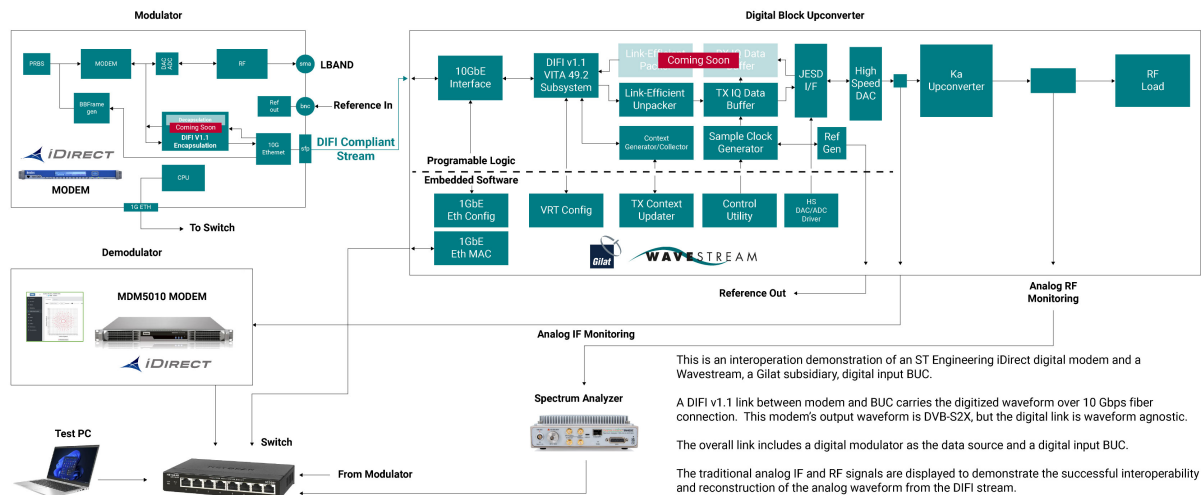 Modulator
PRBS
MODEM
DAC
ADC
RF
sma
LBAND
BBFrame
gen
Ref
out
bnc
Reference In
Decapsulation
Coming Soon
DIFI V1.1
Encapsulation
10G
Ethernet
sfp
DIFI Compliant
Stream
iDIRECT
MODEM
CPU
1G ETH
To Switch
Digital Block Upconverter
10GbE
Interface
DIFI v1.1
VITA 49.2
Subsystem
Link-Efficient
Coming Soon
Link-Efficient
Unpacker
TX IQ Data
Buffer
JESD
I/F
High
Speed
DAC
Ka
Upconverter
RF
Load
Context
Generator/Collector
Sample Clock
Generator
Ref
Gen
Programable Logic
Embedded Software
1GbE
Eth Config
VRT Config
TX Context
Updater
Control
Utility
HS
DAC/ADC
Driver
1GbE
Eth MAC
Gilat
WAVESTREAM
Reference Out
Analog RF
Monitoring
Demodulator
MDM5010 MODEM
iDIRECT
Analog IF Monitoring
Spectrum Analyzer
Test PC
Switch
From Modulator
This is an interoperation demonstration of an ST Engineering iDirect digital modem and a
Wavestream, a Gilat subsidiary, digital input BUC.
A DIFI v1.1 link between modem and BUC carries the digitized waveform over 10 Gbps fiber
connection. This modem's output waveform is DVB-S2X, but the digital link is waveform agnostic.
The overall link includes a digital modulator as the data source and a digital input BUC.
The traditional analog IF and RF signals are displayed to demonstrate the successful interoperability
and reconstruction of the analog waveform from the DIFI stream.